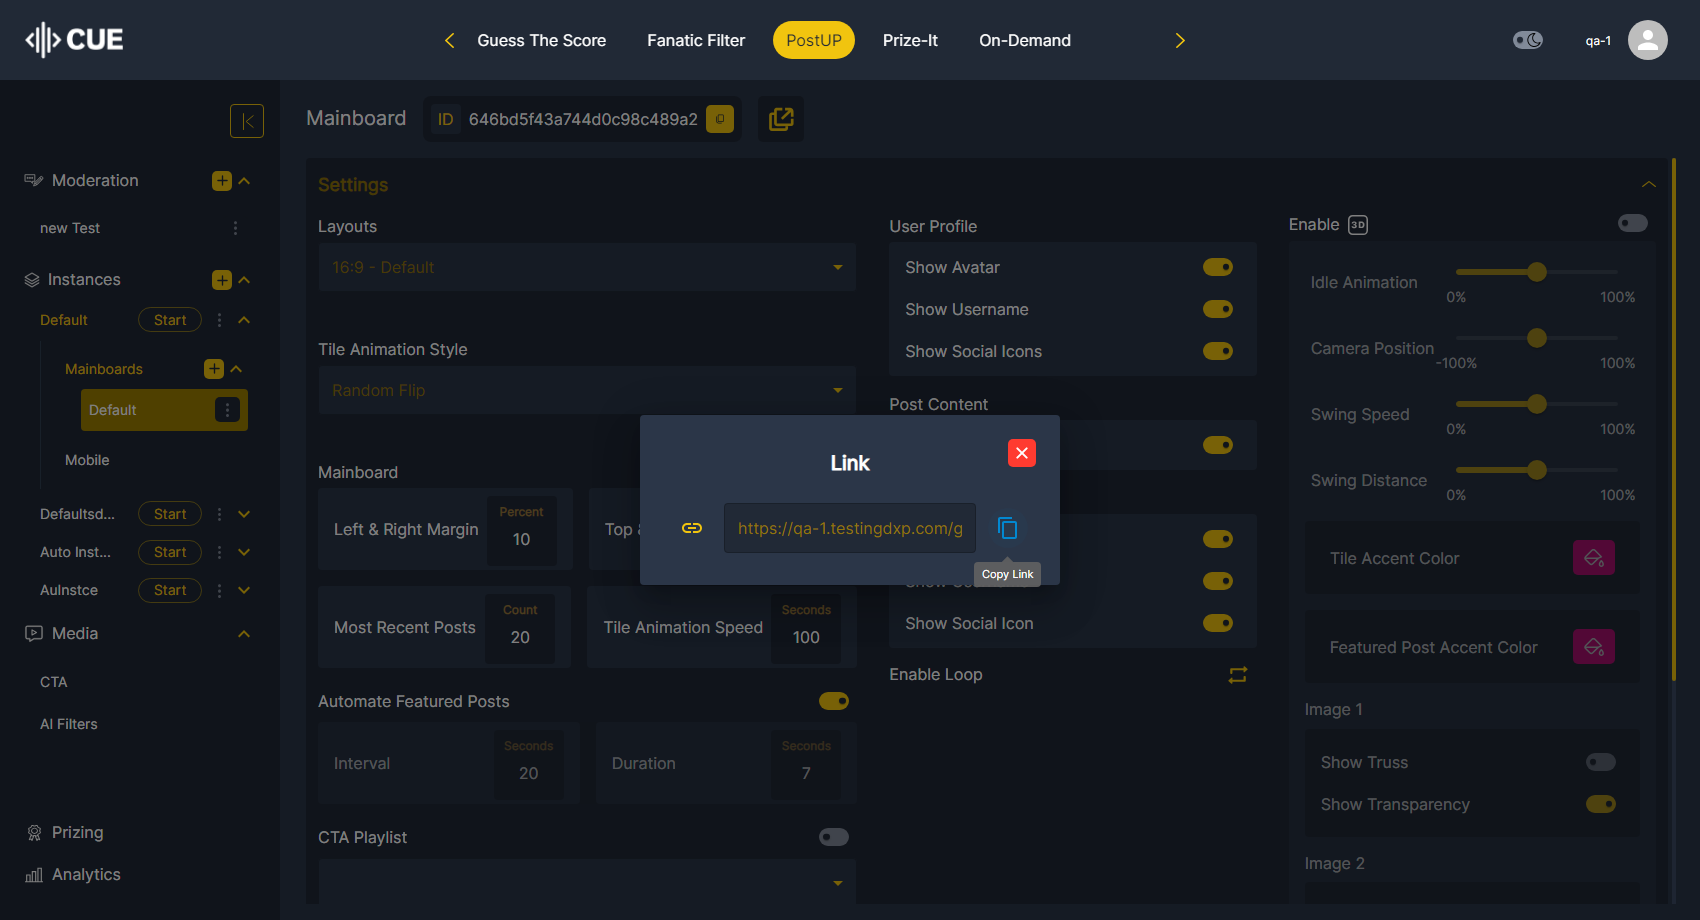 CUE
Guess The Score
Fanatic Filter
PostUP
Prize-It
On-Demand
qa-1
Moderation
new Test
Instances
Default
Start
Mainboards
Default
Mobile
Defaultsd...
Start
Auto Inst...
Start
AuInstce
Start
Media
CTA
AI Filters
Prizing
Analytics
Mainboard
ID
646bd5f43a744d0c98c489a2
Settings
Layouts
16:9 - Default
Tile Animation Style
Random Flip
Mainboard
Left & Right Margin
Percent
10
Top &
Most Recent Posts
Count
20
Tile Animation Speed
Seconds
100
Automate Featured Posts
Interval
Seconds
20
Duration
Seconds
7
CTA Playlist
User Profile
Show Avatar
Show Username
Show Social Icons
Post Content
Show Social Icon
Enable Loop
Link
https://qa-1.testingdxp.com/g
Copy Link
Enable
3D
Idle Animation
0%
100%
Camera Position
-100%
100%
Swing Speed
0%
100%
Swing Distance
0%
100%
Tile Accent Color
Featured Post Accent Color
Image 1
Show Truss
Show Transparency
Image 2